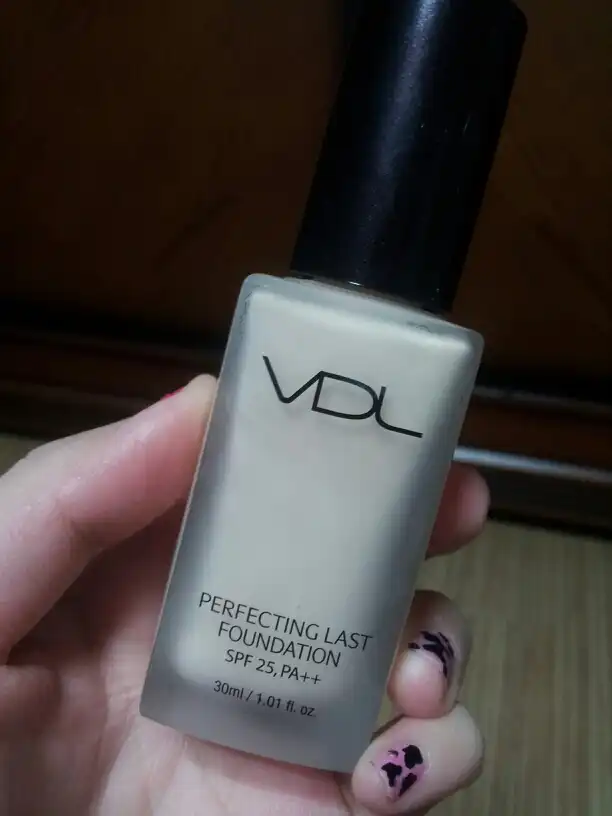 VDL
PERFECTING LAST
FOUNDATION
SPF 25, PA++
30ml / 1.01 fl. oz.